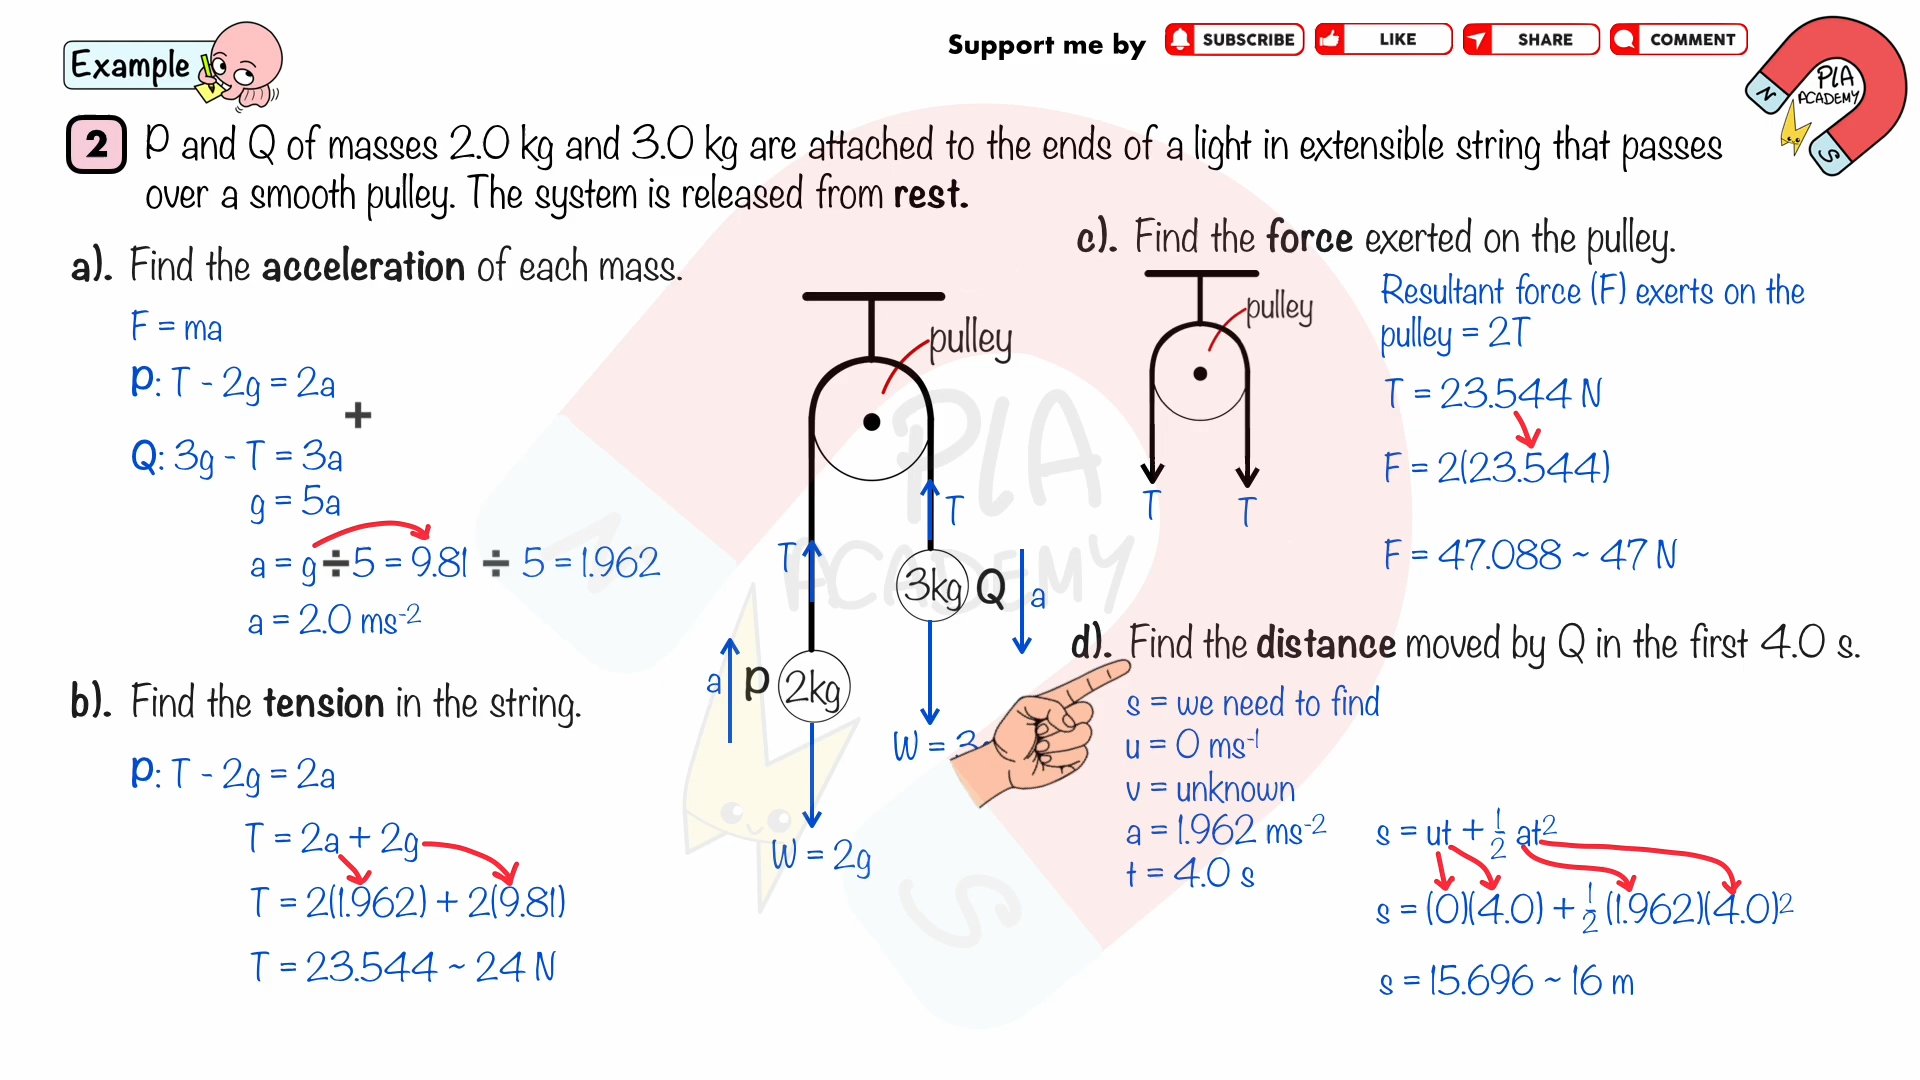 Example
Support me by
SUBSCRIBE
LIKE
SHARE
COMMENT
PLA
ACADEMY
N
S
2
P and Q of masses 2.0 kg and 3.0 kg are attached to the ends of a light in extensible string that passes
over a smooth pulley. The system is released from rest.
a). Find the acceleration of each mass.
F = ma
P: T - 2g = 2a
+
Q: 3g - T = 3a
g = 5a
a = g ÷ 5 = 9.81 ÷ 5 = 1.962
a = 2.0 ms⁻²
b). Find the tension in the string.
P: T - 2g = 2a
T = 2a + 2g
T = 2(1.962) + 2(9.81)
T = 23.544 ~ 24 N
pulley
T
T
3kg Q
a
a
P 2kg
W = 3
W = 2g
PLA
ACADEMY
N
S
c). Find the force exerted on the pulley.
pulley
T
T
Resultant force (F) exerts on the
pulley = 2T
T = 23.544 N
F = 2(23.544)
F = 47.088 ~ 47 N
d). Find the distance moved by Q in the first 4.0 s.
s = we need to find
u = 0 ms⁻¹
v = unknown
a = 1.962 ms⁻²
t = 4.0 s
s = ut + ½ at²
s = (0)(4.0) + ½ (1.962)(4.0)²
s = 15.696 ~ 16 m